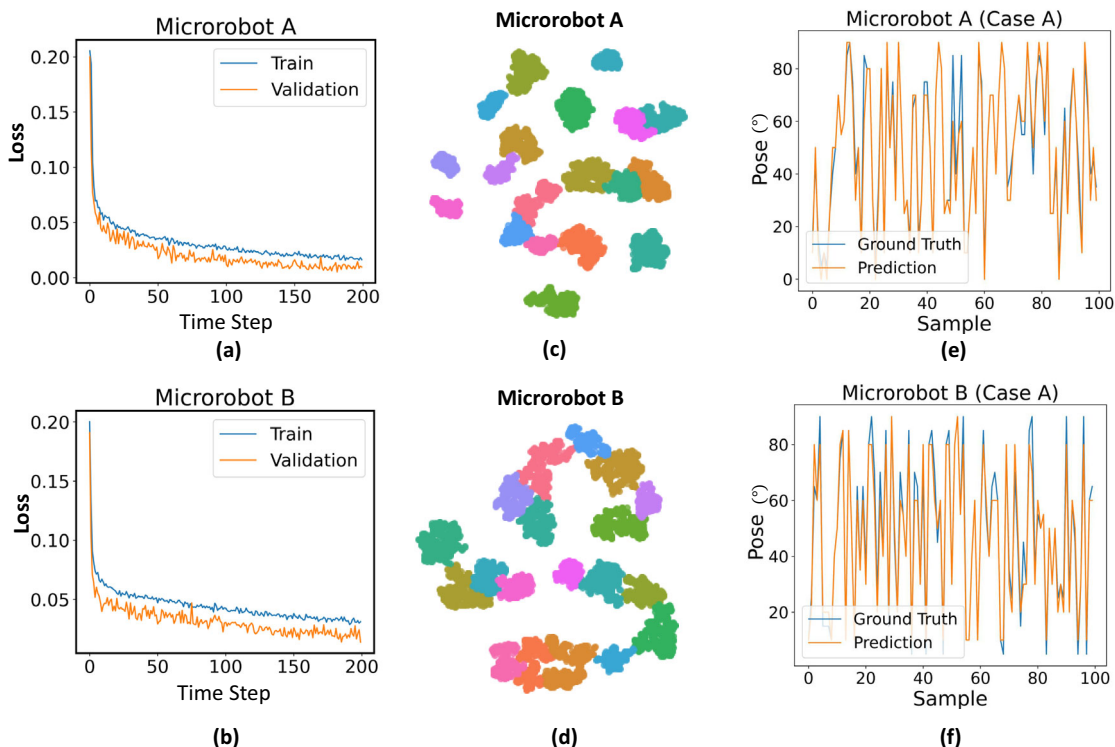 Microrobot A
Loss
0.20
0.15
0.10
0.05
0.00
Train
Validation
0
50
100
150
200
Time Step
(a)
Microrobot A
(c)
Microrobot A (Case A)
Pose (°)
80
60
40
20
0
Ground Truth
Prediction
0
20
40
60
80
100
Sample
(e)
Microrobot B
Loss
0.20
0.15
0.10
0.05
Train
Validation
0
50
100
150
200
Time Step
(b)
Microrobot B
(d)
Microrobot B (Case A)
Pose (°)
80
60
40
20
Ground Truth
Prediction
0
20
40
60
80
100
Sample
(f)